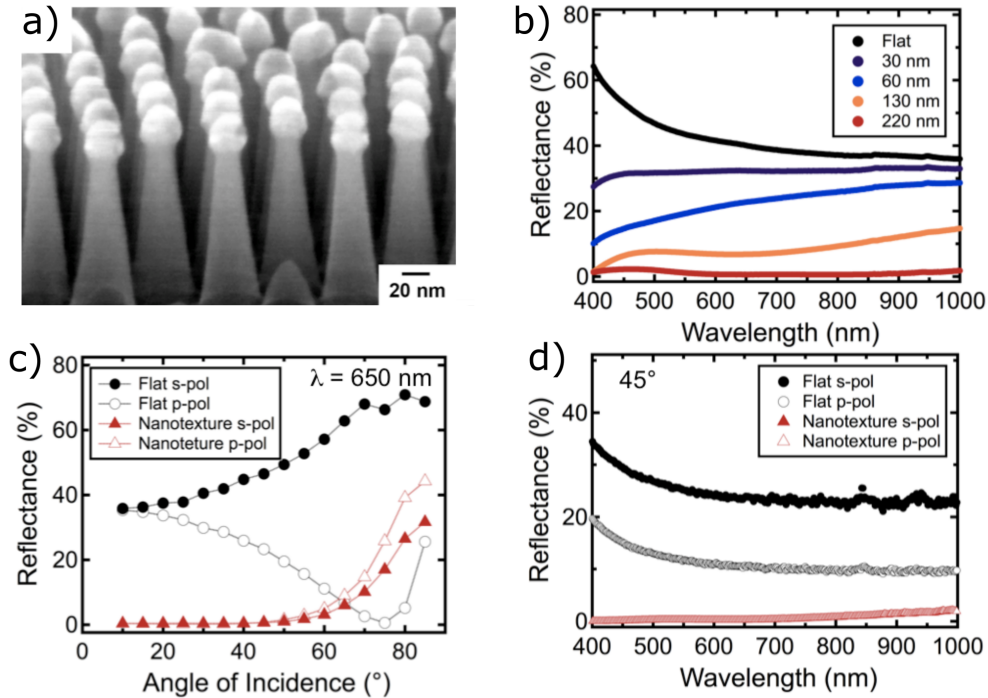 a)
20 nm
b)
80
60
40
20
0
Reflectance (%)
Flat
30 nm
60 nm
130 nm
220 nm
400 500 600 700 800 900 1000
Wavelength (nm)
c)
80
60
40
20
0
Reflectance (%)
λ = 650 nm
Flat s-pol
Flat p-pol
Nanotexture s-pol
Nanoteture p-pol
0 20 40 60 80
Angle of Incidence (°)
d)
40
20
0
Reflectance (%)
45°
Flat s-pol
Flat p-pol
Nanotexture s-pol
Nanotexture p-pol
400 500 600 700 800 900 1000
Wavelength (nm)